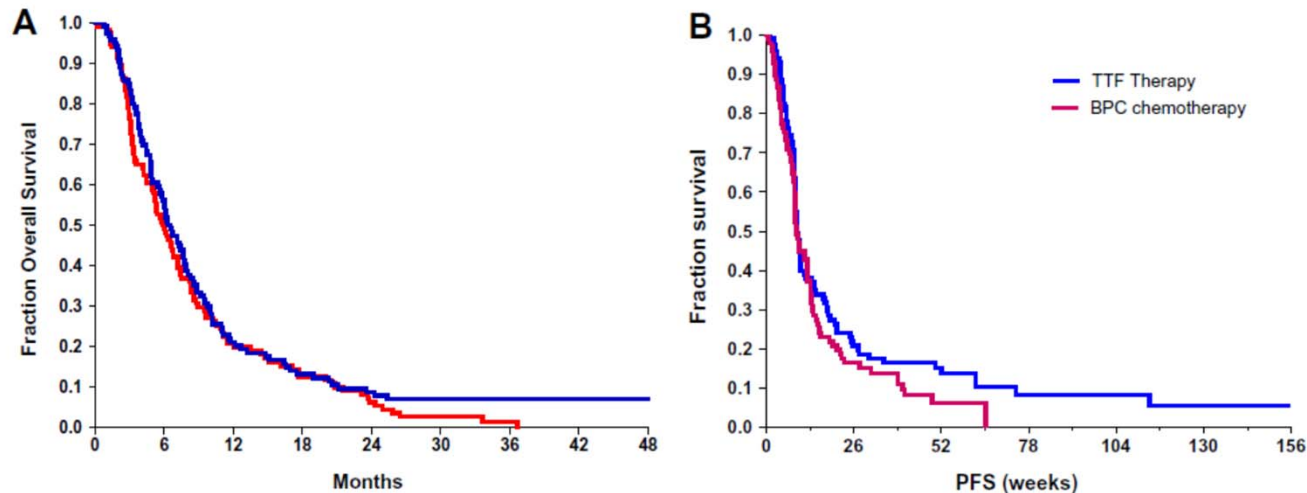 A
Fraction Overall Survival
1.0
0.9
0.8
0.7
0.6
0.5
0.4
0.3
0.2
0.1
0.0
0 6 12 18 24 30 36 42 48
Months
B
Fraction survival
1.0
0.9
0.8
0.7
0.6
0.5
0.4
0.3
0.2
0.1
0.0
TTF Therapy
BPC chemotherapy
0 26 52 78 104 130 156
PFS (weeks)